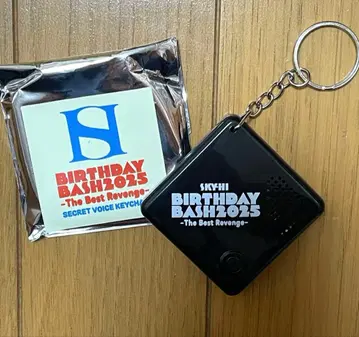 S
BIRTHDAY
BASH2025
-The Best Revenge-
SECRET VOICE KEYCHA
SKY-HI
BIRTHDAY
BASH2025
-The Best Revenge-